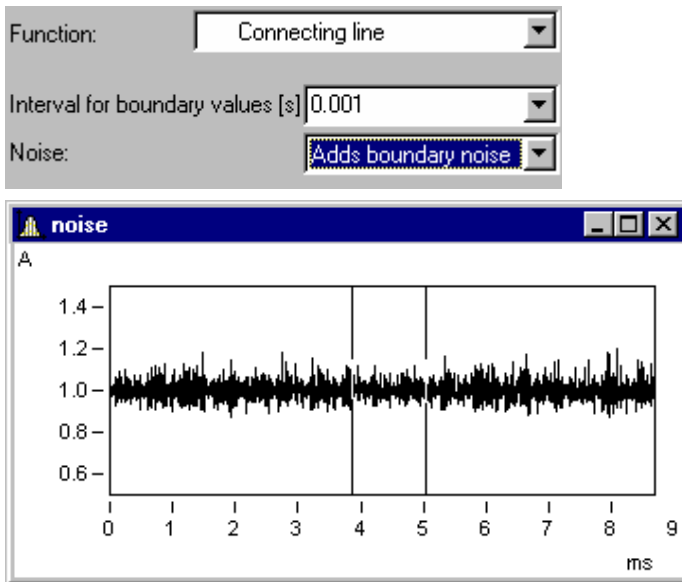 Function: Connecting line
Interval for boundary values [s] 0.001
Noise: Adds boundary noise
noise
A
1.4
1.2
1.0
0.8
0.6
0 1 2 3 4 5 6 7 8 9
ms